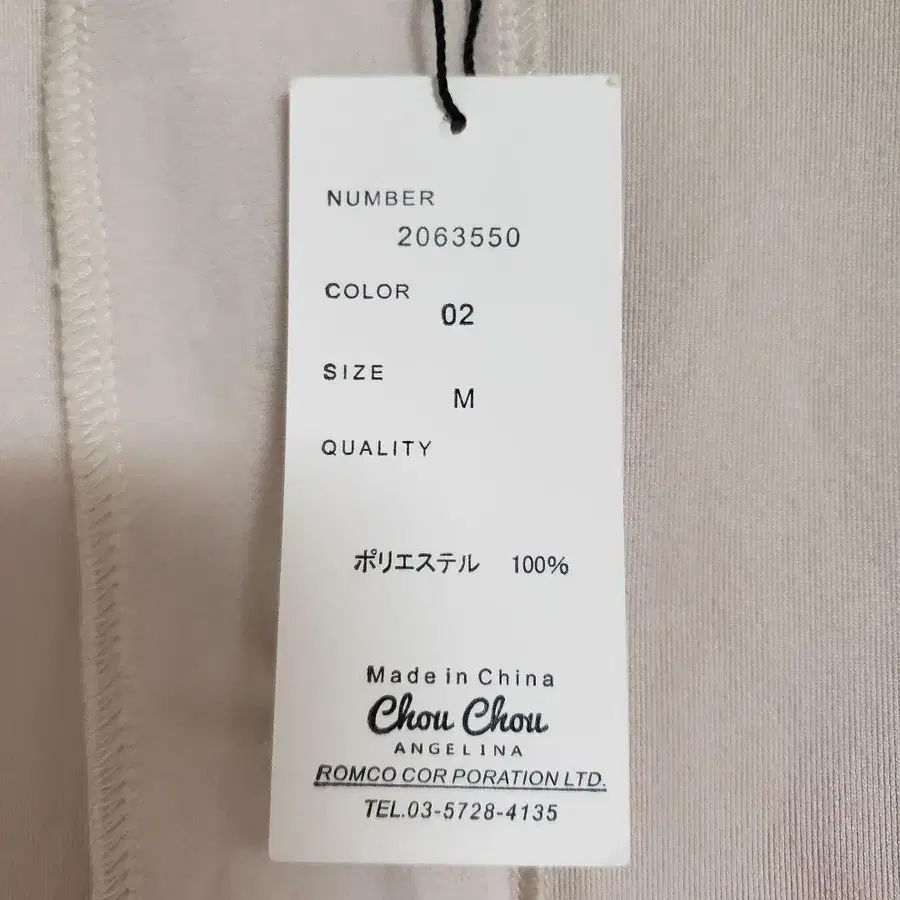 NUMBER
2063550
COLOR
02
SIZE
M
QUALITY
ポリエステル 100%
Made in China
Chou Chou
ANGELINA
ROMCO COR PORATION LTD.
TEL.03-5728-4135